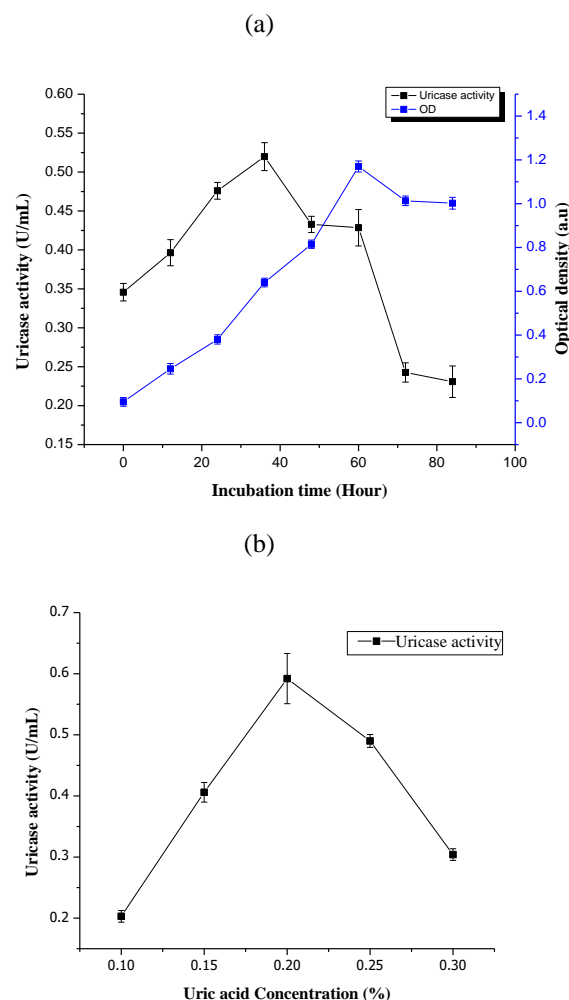 (a)
Uricase activity
OD
0.60
0.55
0.50
0.45
0.40
0.35
0.30
0.25
0.20
0.15
Uricase activity (U/mL)
1.4
1.2
1.0
0.8
0.6
0.4
0.2
0.0
Optical density (a.u)
0 20 40 60 80 100
Incubation time (Hour)
(b)
Uricase activity
0.7
0.6
0.5
0.4
0.3
0.2
Uricase activity (U/mL)
0.10 0.15 0.20 0.25 0.30
Uric acid Concentration (%)